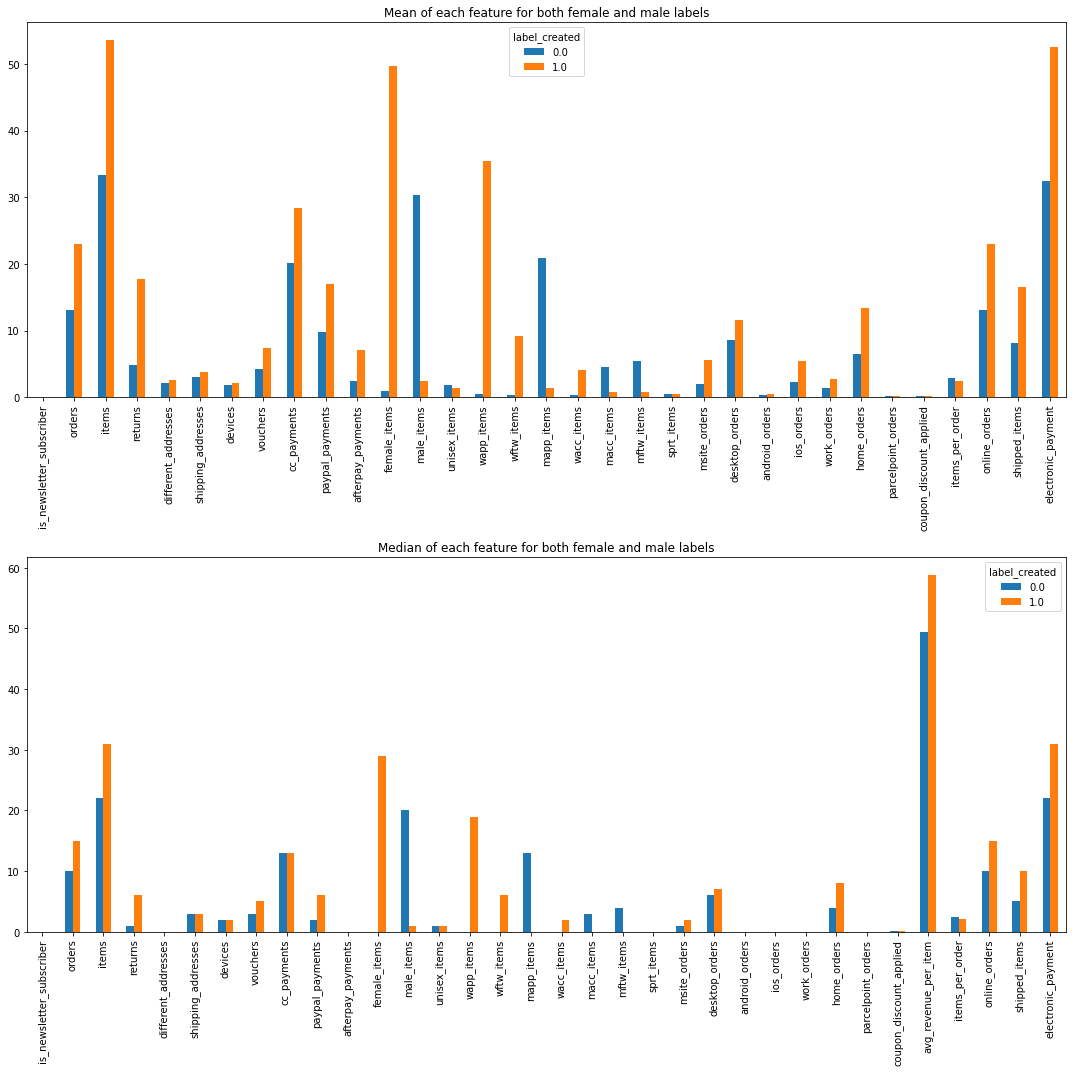 Mean of each feature for both female and male labels
label_created
0.0
1.0
50
40
30
20
10
0
is_newsletter_subscriber
orders
items
returns
different_addresses
shipping_addresses
devices
vouchers
cc_payments
paypal_payments
afterpay_payments
female_items
male_items
unisex_items
wapp_items
wftw_items
mapp_items
wacc_items
macc_items
mftw_items
sprt_items
msite_orders
desktop_orders
android_orders
ios_orders
work_orders
home_orders
parcelpoint_orders
coupon_discount_applied
items_per_order
online_orders
shipped_items
electronic_payment
Median of each feature for both female and male labels
label_created
0.0
1.0
60
50
40
30
20
10
0
is_newsletter_subscriber
orders
items
returns
different_addresses
shipping_addresses
devices
vouchers
cc_payments
paypal_payments
afterpay_payments
female_items
male_items
unisex_items
wapp_items
wftw_items
mapp_items
wacc_items
macc_items
mftw_items
sprt_items
msite_orders
desktop_orders
android_orders
ios_orders
work_orders
home_orders
parcelpoint_orders
coupon_discount_applied
avg_revenue_per_item
items_per_order
online_orders
shipped_items
electronic_payment